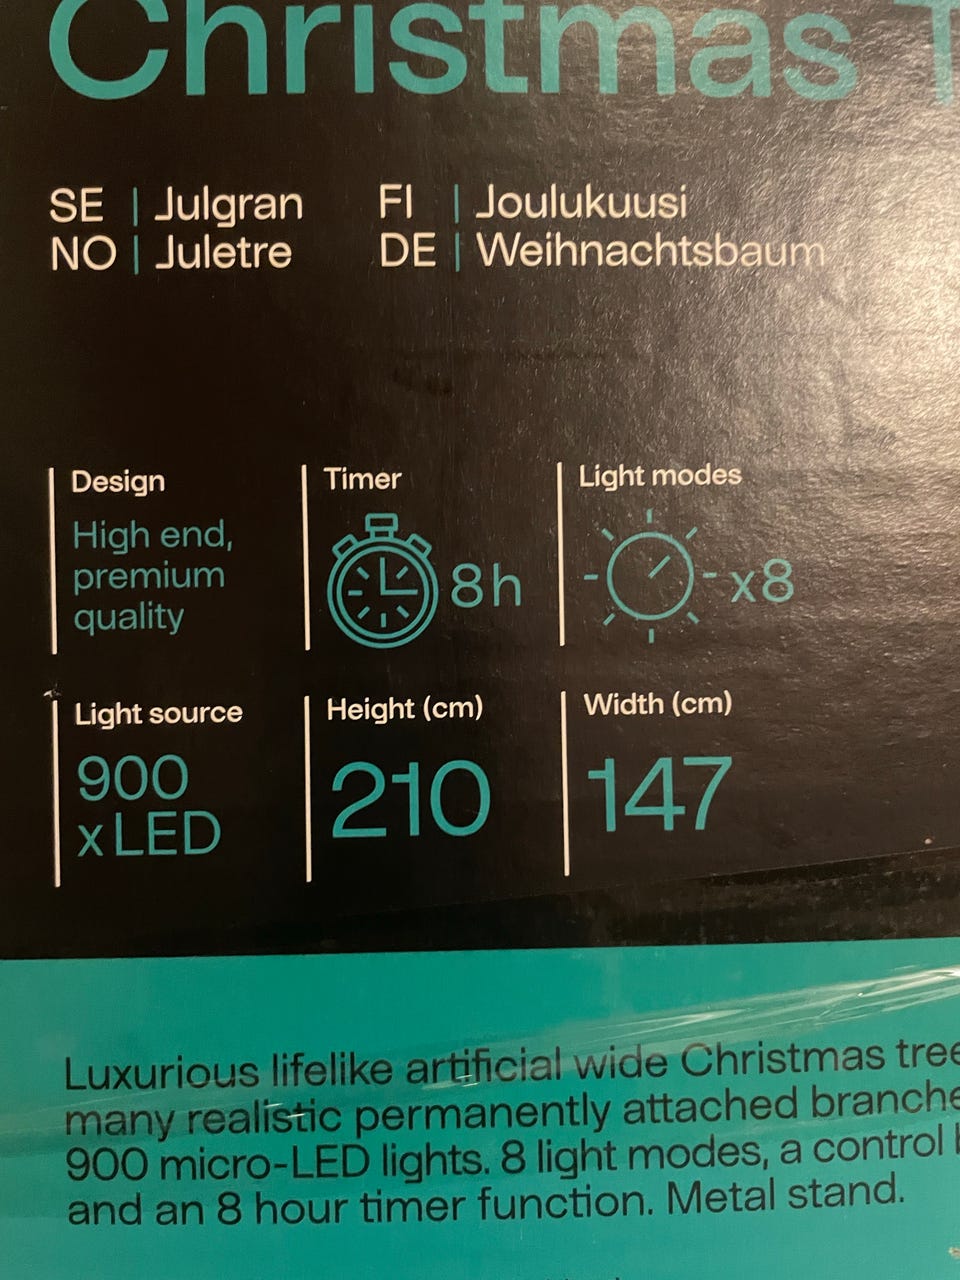 Christmas
SE | Julgran
NO | Juletre
FI | Joulukuusi
DE | Weihnachtsbaum
Design
High end,
premium
quality
Timer
8h
Light modes
x8
Light source
900
x LED
Height (cm)
210
Width (cm)
147
Luxurious lifelike artificial wide Christmas tree
many realistic permanently attached
900 micro-LED lights. 8 light modes, a control
and an 8 hour timer function. Metal stand.